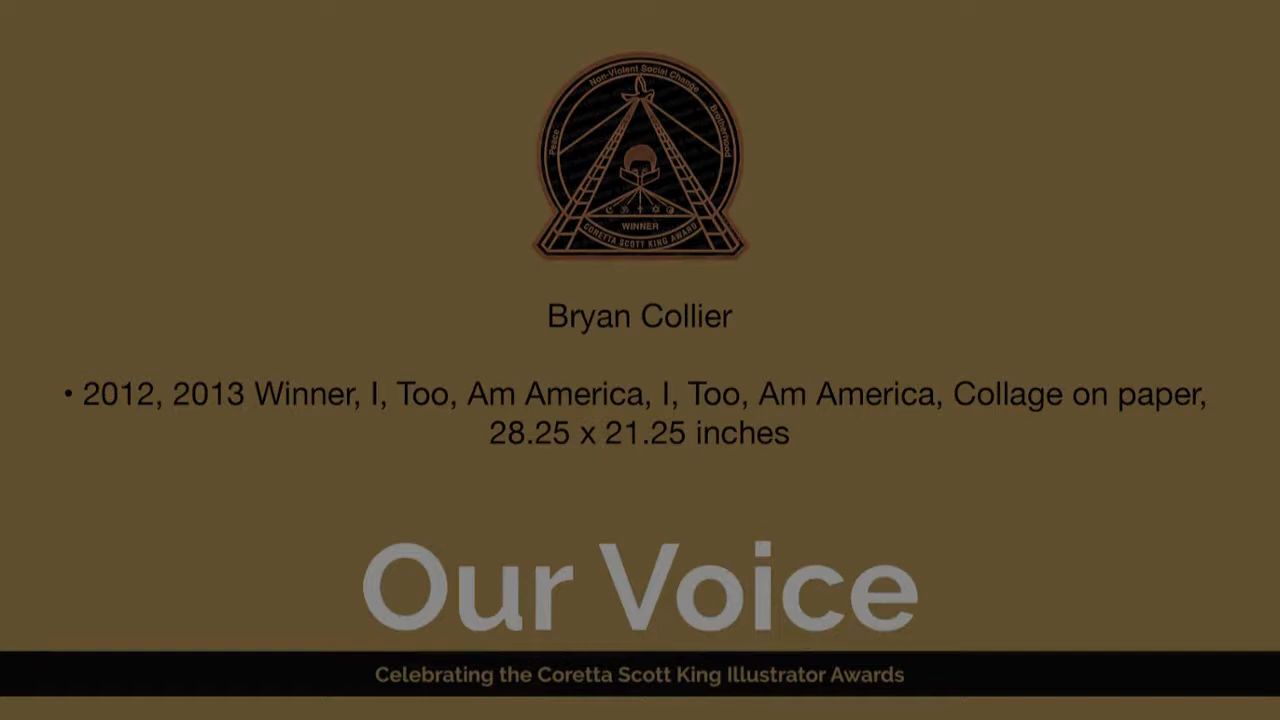 Non-Violent Social Change
Peace
Brotherhood
WINNER
CORETTA SCOTT KING AWARD
Bryan Collier
• 2012, 2013 Winner, I, Too, Am America, I, Too, Am America, Collage on paper,
28.25 x 21.25 inches
Our Voice
Celebrating the Coretta Scott King Illustrator Awards